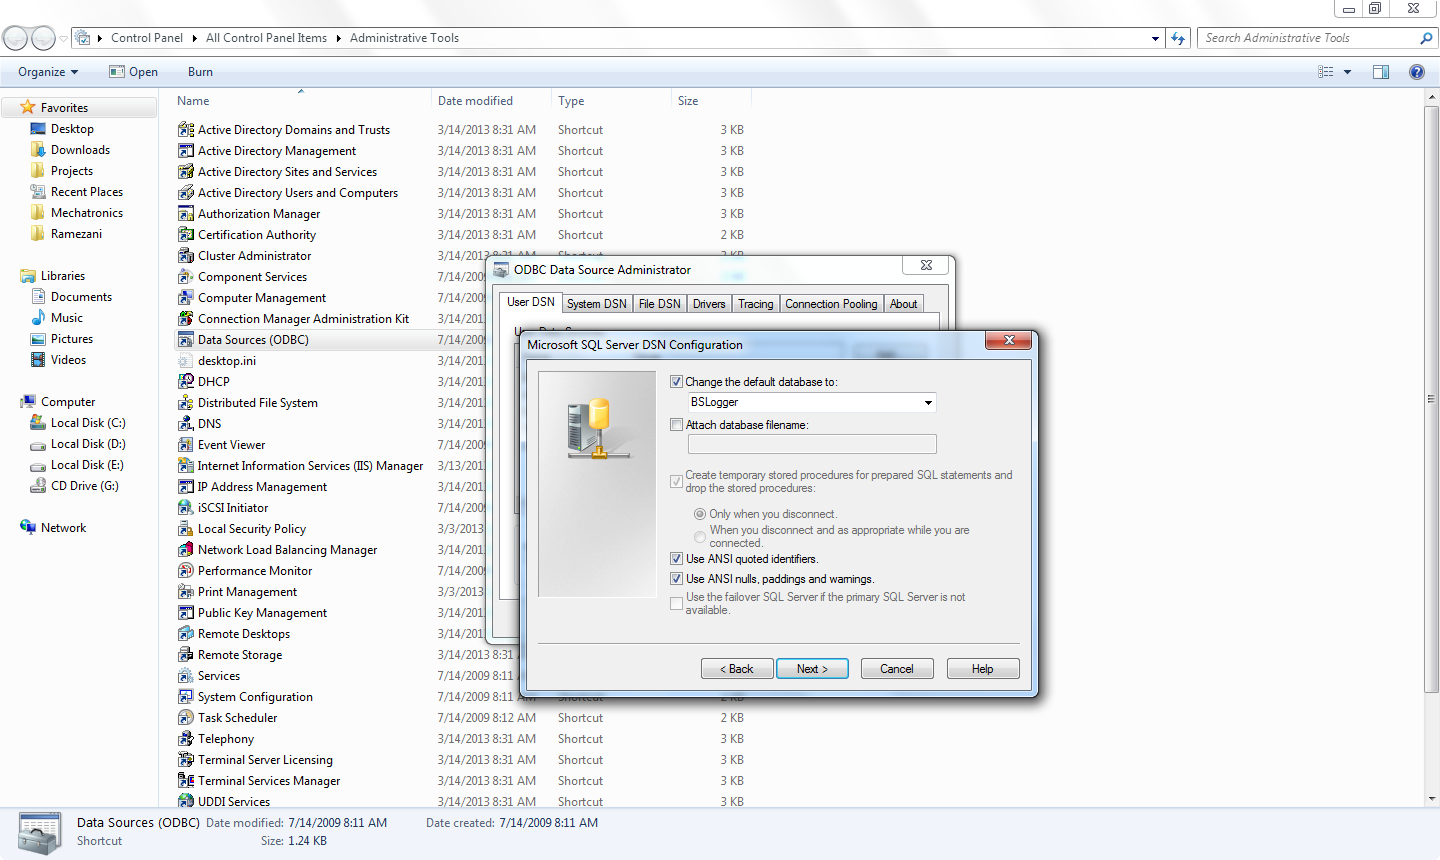 Control Panel All Control Panel Items Administrative Tools
Search Administrative Tools
Organize Open Burn
Name Date modified Type Size
Favorites
Desktop
Downloads
Projects
Recent Places
Mechatronics
Ramezani
Libraries
Documents
Music
Pictures
Videos
Computer
Local Disk (C:)
Local Disk (D:)
Local Disk (E:)
CD Drive (G:)
Network
Active Directory Domains and Trusts 3/14/2013 8:31 AM Shortcut 3 KB
Active Directory Management 3/14/2013 8:31 AM Shortcut 3 KB
Active Directory Sites and Services 3/14/2013 8:31 AM Shortcut 3 KB
Active Directory Users and Computers 3/14/2013 8:31 AM Shortcut 3 KB
Authorization Manager 3/14/2013 8:31 AM Shortcut 3 KB
Certification Authority 3/14/2013 8:31 AM Shortcut 2 KB
Cluster Administrator 3/14/2013 8:31 AM Shortcut
Component Services 7/14/200
Computer Management 7/14/200
Connection Manager Administration Kit 3/14/201
Data Sources (ODBC) 7/14/200
desktop.ini 3/14/201
DHCP 3/14/201
Distributed File System 3/14/201
DNS 3/14/201
Event Viewer 7/14/200
Internet Information Services (IIS) Manager 3/13/201
IP Address Management 3/14/201
iSCSI Initiator 7/14/200
Local Security Policy 3/3/2013
Network Load Balancing Manager 3/14/201
Performance Monitor 7/14/200
Print Management 3/3/2013
Public Key Management 3/14/201
Remote Desktops 3/14/201
Remote Storage 3/14/2013 8:31
Services 7/14/2009 8:11
System Configuration 7/14/2009 8:11 AM Shortcut 2 KB
Task Scheduler 7/14/2009 8:12 AM Shortcut 2 KB
Telephony 3/14/2013 8:31 AM Shortcut 3 KB
Terminal Server Licensing 3/14/2013 8:31 AM Shortcut 3 KB
Terminal Services Manager 3/14/2013 8:31 AM Shortcut 3 KB
UDDI Services 3/14/2013 8:31 AM Shortcut 3 KB
ODBC Data Source Administrator
User DSN System DSN File DSN Drivers Tracing Connection Pooling About
Microsoft SQL Server DSN Configuration
Change the default database to:
BSLogger
Attach database filename:
Create temporary stored procedures for prepared SQL statements and
drop the stored procedures:
Only when you disconnect.
When you disconnect and as appropriate while you are
connected.
Use ANSI quoted identifiers.
Use ANSI nulls, paddings and warnings.
Use the failover SQL Server if the primary SQL Server is not
available.
< Back Next > Cancel Help
Data Sources (ODBC) Date modified: 7/14/2009 8:11 AM Date created: 7/14/2009 8:11 AM
Shortcut Size: 1.24 KB